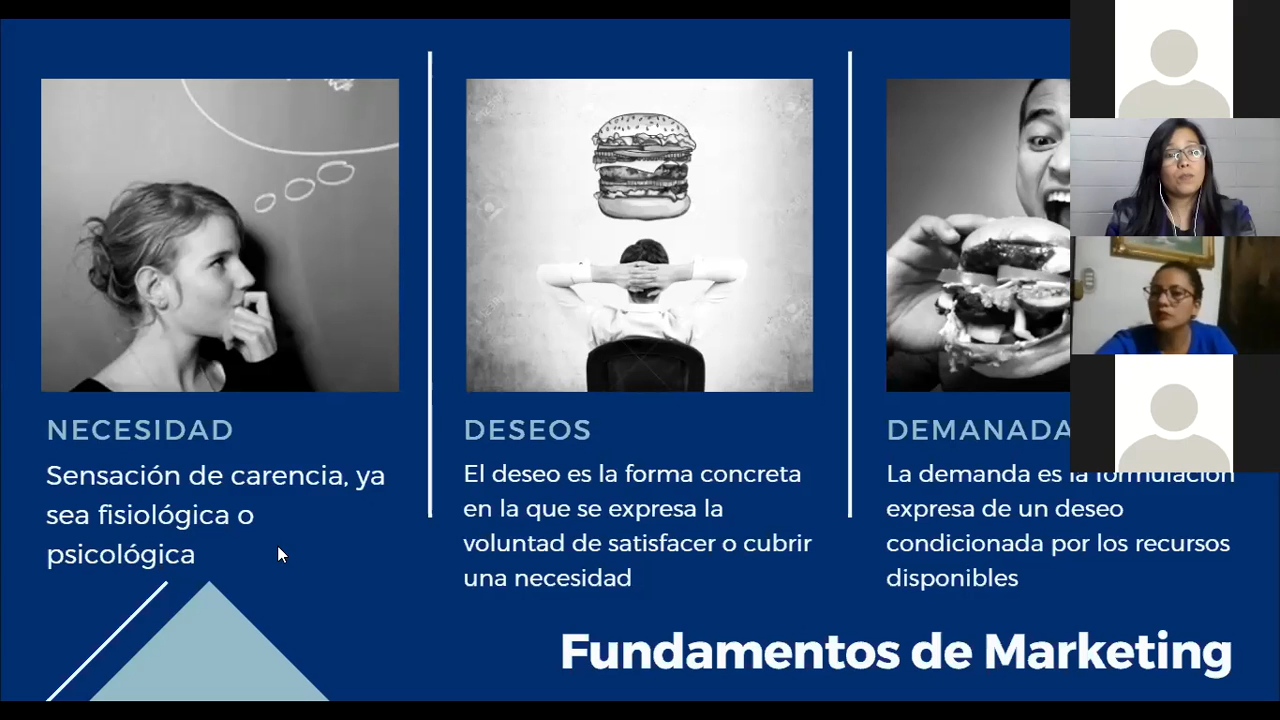 NECESIDAD
Sensación de carencia, ya
sea fisiológica o
psicológica
DESEOS
El deseo es la forma concreta
en la que se expresa la
voluntad de satisfacer o cubrir
una necesidad
DEMANADA
La demanda es la formulación
expresa de un deseo
condicionada por los recursos
disponibles
Fundamentos de Marketing